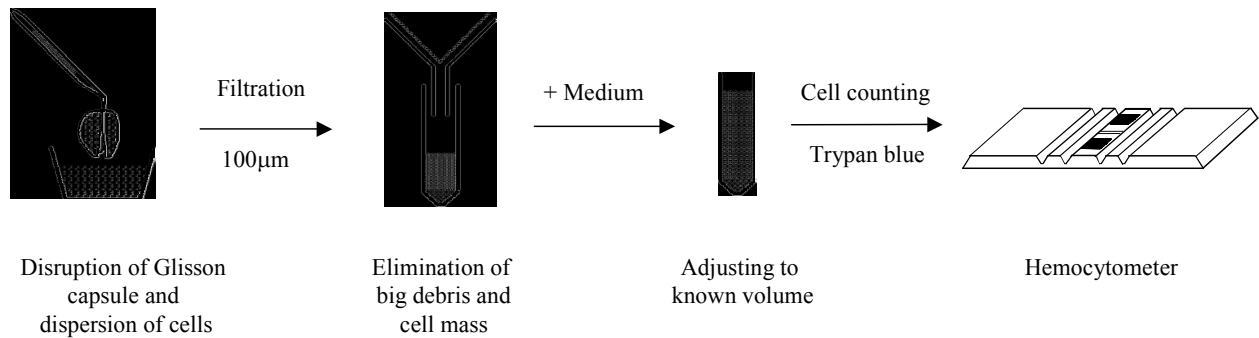 Filtration
100μm
+ Medium
Cell counting
Trypan blue
Disruption of Glisson
capsule and
dispersion of cells
Elimination of
big debris and
cell mass
Adjusting to
known volume
Hemocytometer